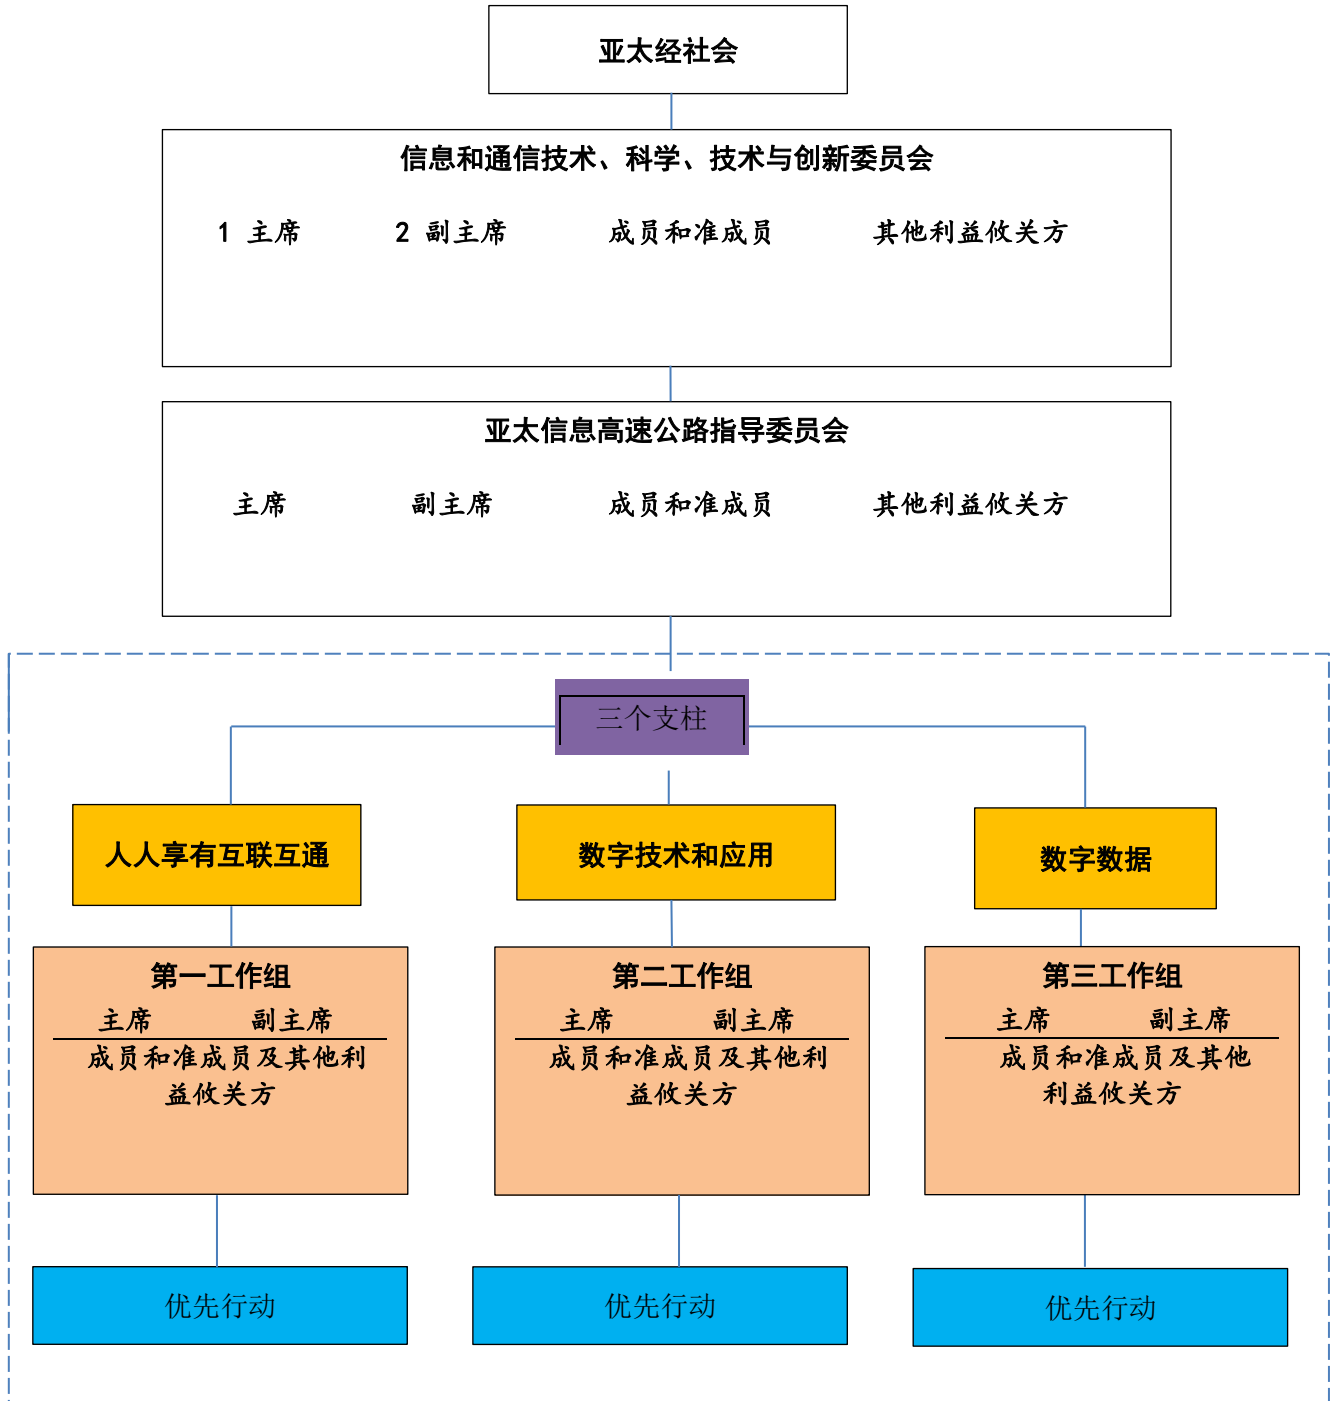 亚太经社会
信息和通信技术、科学、技术与创新委员会
1 主席 2 副主席 成员和准成员 其他利益攸关方
亚太信息高速公路指导委员会
主席 副主席 成员和准成员 其他利益攸关方
三个支柱
人人享有互联互通 数字技术和应用 数字数据
第一工作组
主席 副主席
成员和准成员及其他利
益攸关方
第二工作组
主席 副主席
成员和准成员及其他利
益攸关方
第三工作组
主席 副主席
成员和准成员及其他
利益攸关方
优先行动 优先行动 优先行动